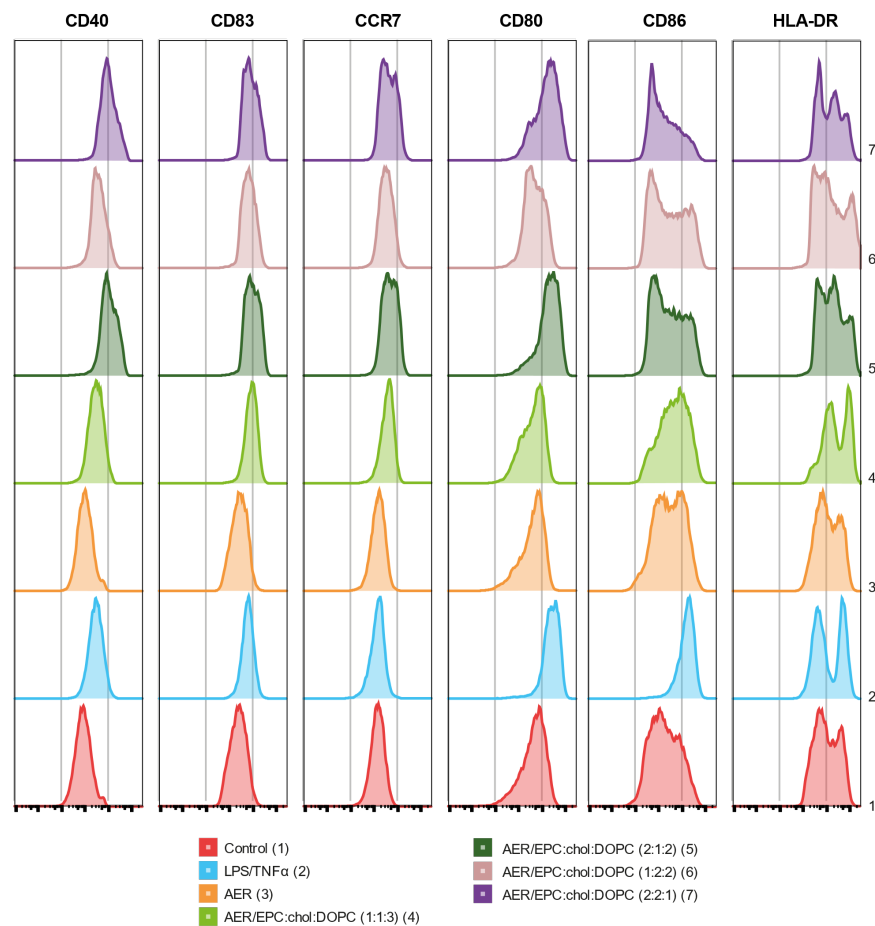 CD40 CD83 CCR7 CD80 CD86 HLA-DR
7
6
5
4
3
2
1
Control (1)
LPS/TNFα (2)
AER (3)
AER/EPC:chol:DOPC (1:1:3) (4)
AER/EPC:chol:DOPC (2:1:2) (5)
AER/EPC:chol:DOPC (1:2:2) (6)
AER/EPC:chol:DOPC (2:2:1) (7)